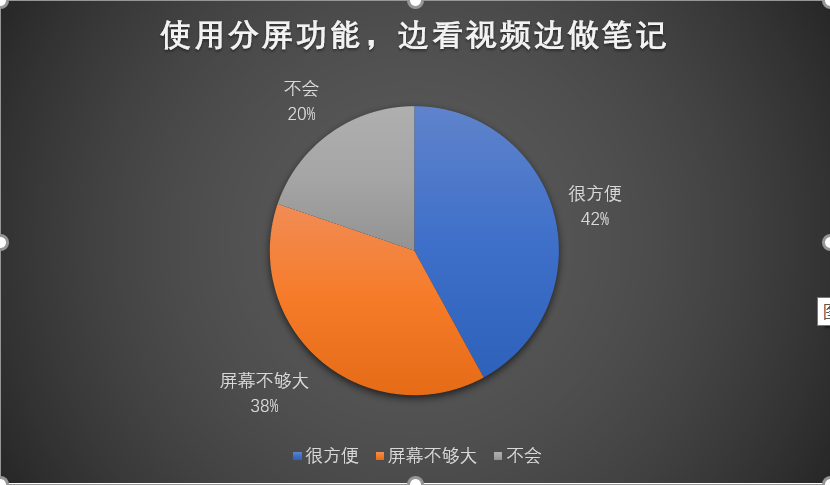 使用分屏功能，边看视频边做笔记
不会
20%
很方便
42%
屏幕不够大
38%
很方便 屏幕不够大 不会